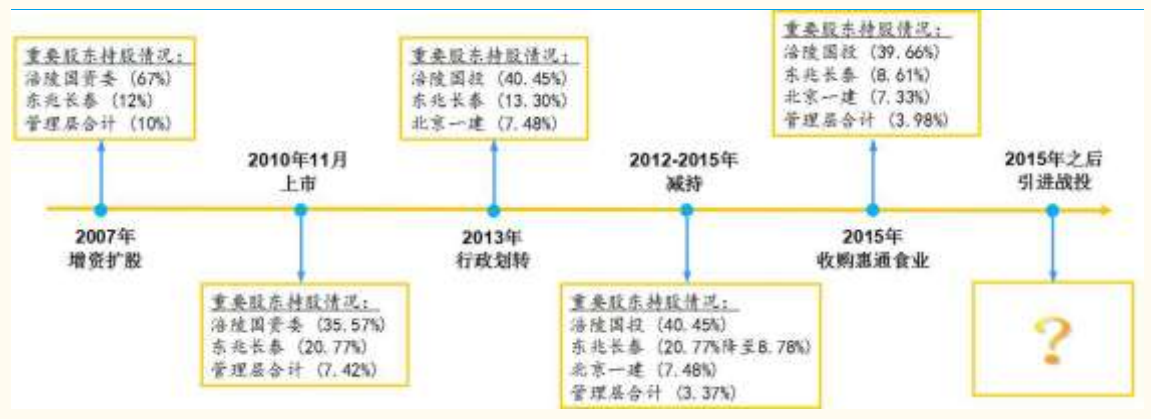 重要股东持股情况:
涪陵国资委 (67%)
东兆长泰 (12%)
管理层合计 (10%)
2007年
增资扩股
2010年11月
上市
重要股东持股情况:
涪陵国资委 (35.57%)
东兆长泰 (20.77%)
管理层合计 (7.42%)
重要股东持股情况:
涪陵国投 (40.45%)
东兆长泰 (13.30%)
北京一建 (7.48%)
2013年
行政划转
2012-2015年
减持
重要股东持股情况:
涪陵国投 (40.45%)
东兆长泰 (20.77%降至8.78%)
北京一建 (7.48%)
管理层合计 (3.37%)
重要股东持股情况:
涪陵国投 (39.66%)
东兆长泰 (8.61%)
北京一建 (7.33%)
管理层合计 (3.98%)
2015年
收购惠通食业
2015年之后
引进战投
?